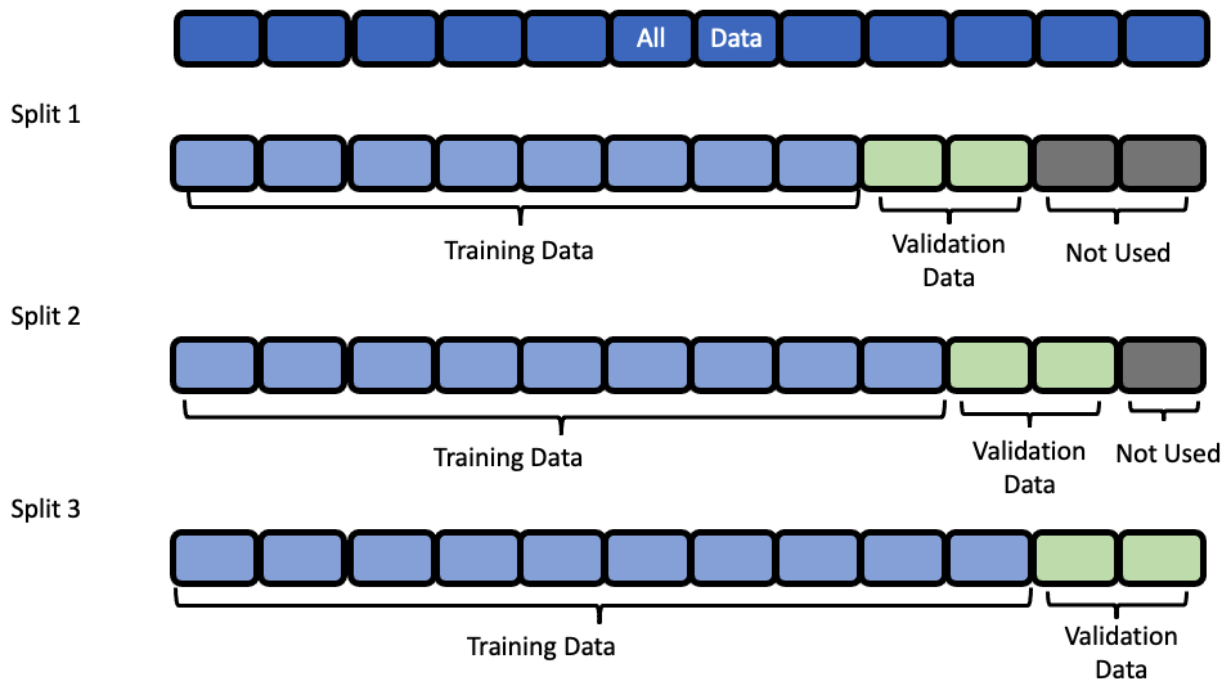 All Data
Split 1
Training Data
Validation
Data
Not Used
Split 2
Training Data
Validation
Data
Not Used
Split 3
Training Data
Validation
Data